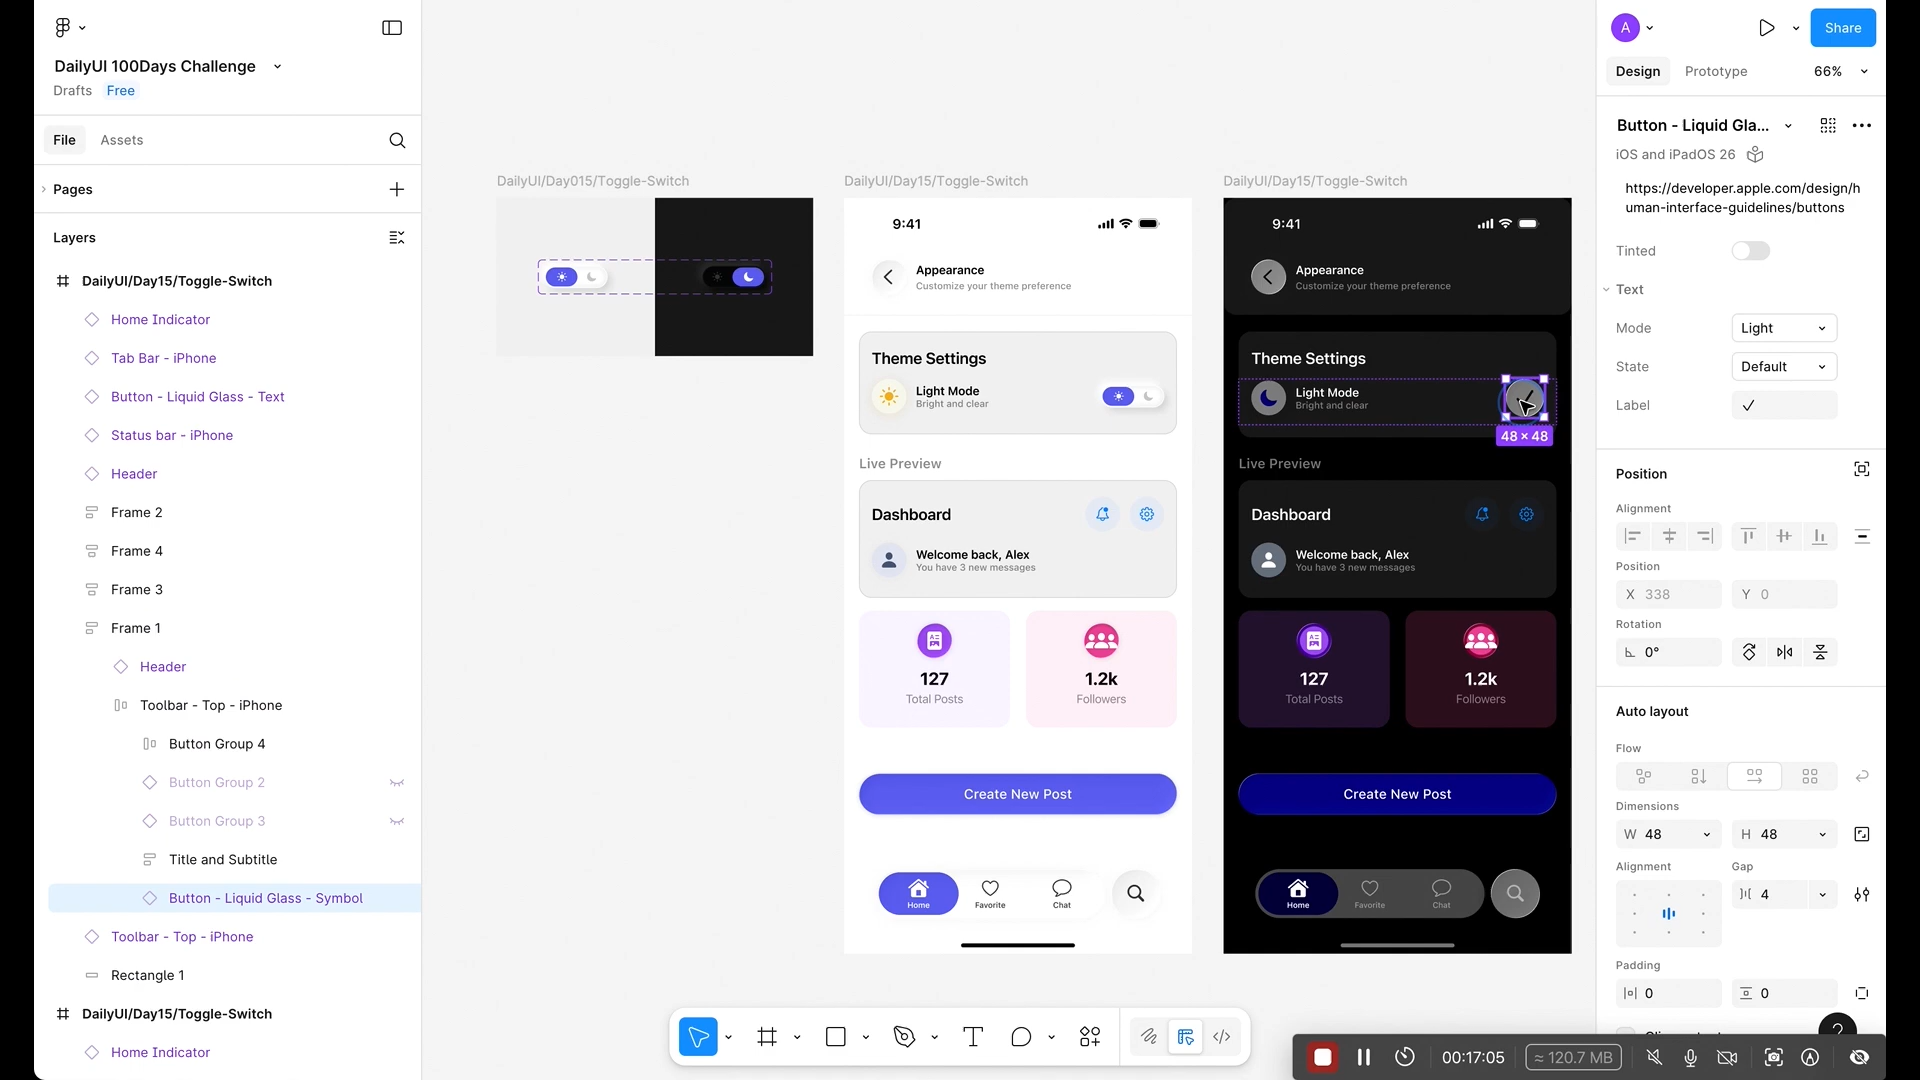 DailyUI 100Days Challenge
Drafts Free
File Assets
Pages
Layers
DailyUI/Day15/Toggle-Switch
Home Indicator
Tab Bar - iPhone
Button - Liquid Glass - Text
Status bar - iPhone
Header
Frame 2
Frame 4
Frame 3
Frame 1
Header
Toolbar - Top - iPhone
Button Group 4
Button Group 2
Button Group 3
Title and Subtitle
Button - Liquid Glass - Symbol
Toolbar - Top - iPhone
Rectangle 1
DailyUI/Day15/Toggle-Switch
Home Indicator
DailyUI/Day015/Toggle-Switch
DailyUI/Day15/Toggle-Switch
9:41
Appearance
Customize your theme preference
Theme Settings
Light Mode
Bright and clear
Live Preview
Dashboard
Welcome back, Alex
You have 3 new messages
127
Total Posts
1.2k
Followers
Create New Post
Home
Favorite
Chat
DailyUI/Day15/Toggle-Switch
9:41
Appearance
Customize your theme preference
Theme Settings
Light Mode
Bright and clear
48 × 48
Live Preview
Dashboard
Welcome back, Alex
You have 3 new messages
127
Total Posts
1.2k
Followers
Create New Post
Home
Favorite
Chat
A
Share
Design Prototype 66%
Button - Liquid Gla...
iOS and iPadOS 26
https://developer.apple.com/design/h
uman-interface-guidelines/buttons
Tinted
Text
Mode Light
State Default
Label
Position
Alignment
Position
X 338 Y 0
Rotation
0°
Auto layout
Flow
Dimensions
W 48 H 48
Alignment Gap
4
Padding
0 0
?
00:17:05 ≈ 120.7 MB